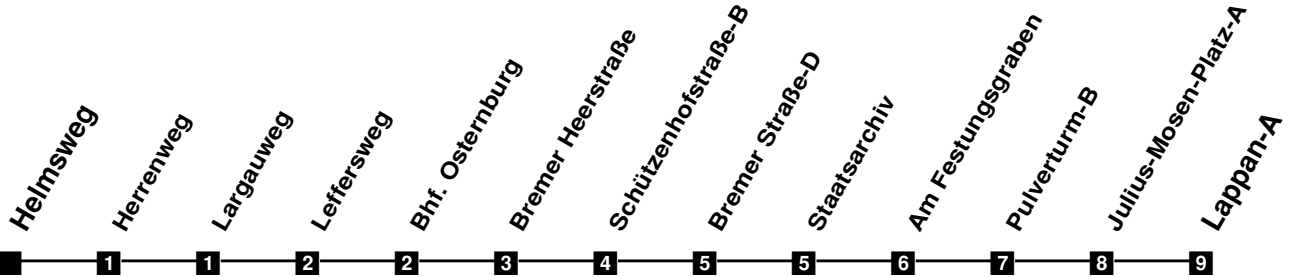 Helmsweg
Herrenweg
Largauweg
Leffersweg
Bhf. Osternburg
Bremer Heerstraße
Schützenhofstraße-B
Bremer Straße-D
Staatsarchiv
Am Festungsgraben
Pulverturm-B
Julius-Mosen-Platz-A
Lappan-A
1 1 2 2 3 4 5 5 6 7 8 9